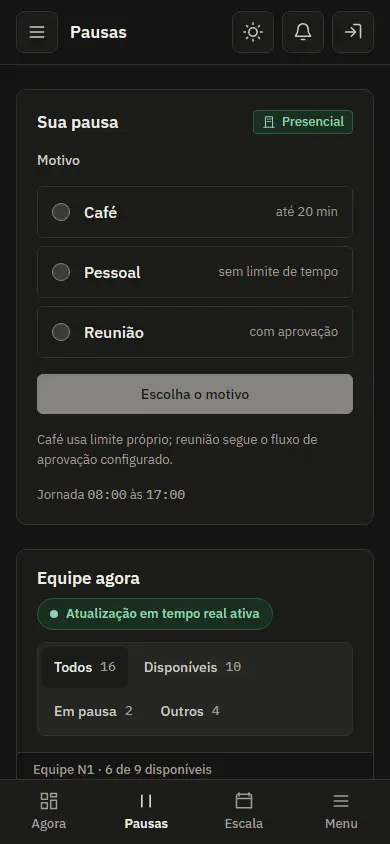 Pausas
Sua pausa
Presencial
Motivo
Café
até 20 min
Pessoal
sem limite de tempo
Reunião
com aprovação
Escolha o motivo
Café usa limite próprio; reunião segue o fluxo de
aprovação configurado.
Jornada 08:00 às 17:00
Equipe agora
Atualização em tempo real ativa
Todos 16
Disponíveis 10
Em pausa 2
Outros 4
Equipe N1 · 6 de 9 disponíveis
Agora
Pausas
Escala
Menu